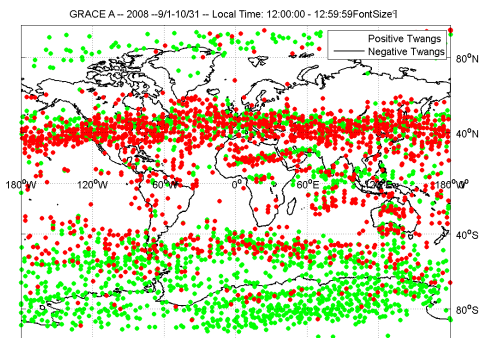 GRACE A -- 2008 --9/1-10/31 -- Local Time: 12:00:00 - 12:59:59FontSize
Positive Twangs
Negative Twangs
80°N
40°N
180°W 120°W 60°W 0° 60°E 120°E 180°W
0°
40°S
80°S